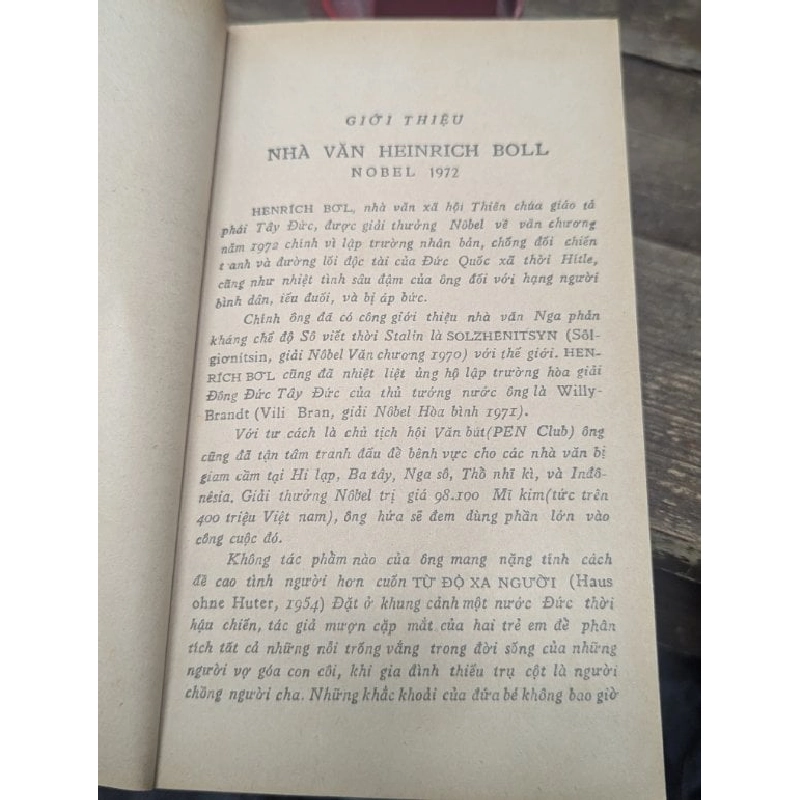 GIỚI THIỆU
NHÀ VĂN HEINRICH BOLL
NOBEL 1972
HENRÍCH BƠL, nhà văn xã hội Thiên chúa giáo tả
phái Tây Đức, được giải thưởng Nôbel về văn chương
năm 1972 chính vì lập trường nhân bản, chống đối chiến
tranh và đường lối độc tài của Đức Quốc xã thời Hitle,
cũng như nhiệt tình sâu đậm của ông đối với hạng người
bình dân, yếu đuối, và bị áp bức.
Chính ông đã có công giới thiệu nhà văn Nga phản
kháng chế độ Sô viết thời Stalin là SOLZHENITSYN (Sôl-
gionitsin, giải Nôbel Văn chương 1970) với thế giới. HEN-
RÍCH BƠL cũng đã nhiệt liệt ủng hộ lập trường hòa giải
Đông Đức Tây Đức của thủ tướng nước ông là Willy-
Brandt (Vili Bran, giải Nôbel Hòa bình 1971).
Với tư cách là chủ tịch hội Văn bút(PEN Club) ông
cũng đã tận tâm tranh đấu để bênh vực cho các nhà văn bị
giam cầm tại Hi lạp, Ba tây, Nga sô, Thổ nhĩ kì, và Inđô-
nêsia. Giải thưởng Nôbel trị giá 98.100 Mĩ kim(tức trên
400 triệu Việt nam), ông hứa sẽ đem dùng phần lớn vào
công cuộc đó.
Không tác phẩm nào của ông mang nặng tính cách
đề cao tình người hơn cuốn TỪ ĐỘ XA NGƯỜI (Haus
ohne Huter, 1954) Đặt ở khung cảnh một nước Đức thời
hậu chiến, tác giả mượn cặp mắt của hai trẻ em để phân
tích tất cả những nỗi trống vắng trong đời sống của những
người vợ góa con côi, khi gia đình thiếu trụ cột là người
chồng người cha. Những khắc khoải của đứa bé không bao giờ